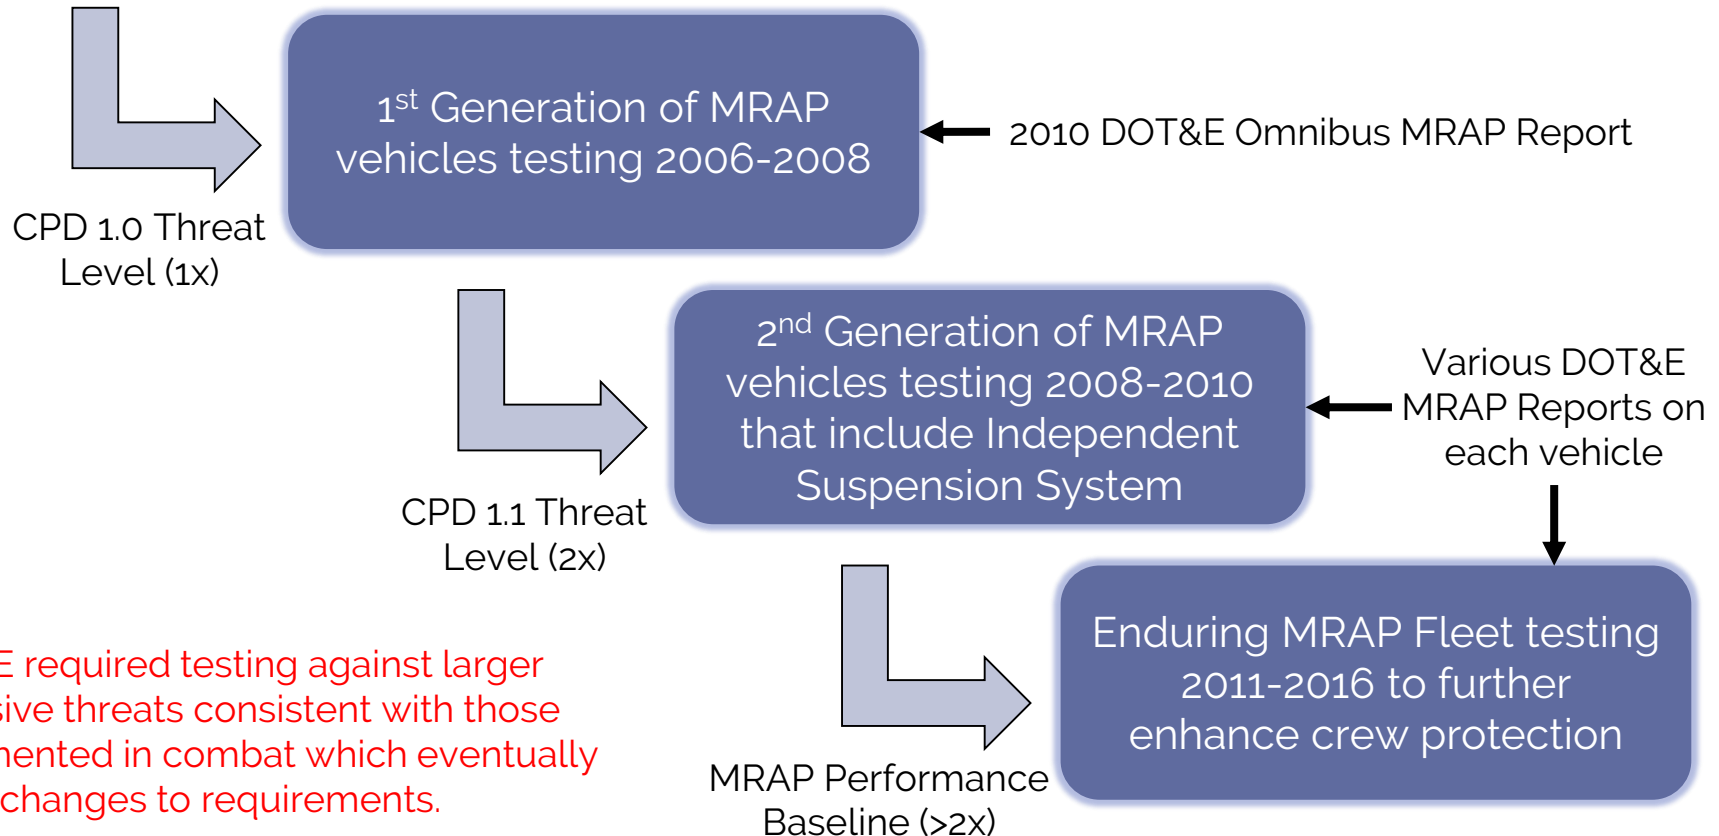 1st Generation of MRAP
vehicles testing 2006-2008
2010 DOT&E Omnibus MRAP Report
CPD 1.0 Threat
Level (1x)
2nd Generation of MRAP
vehicles testing 2008-2010
that include Independent
Suspension System
Various DOT&E
MRAP Reports on
each vehicle
CPD 1.1 Threat
Level (2x)
Enduring MRAP Fleet testing
2011-2016 to further
enhance crew protection
E required testing against larger
sive threats consistent with those
nented in combat which eventually
changes to requirements.
MRAP Performance
Baseline (>2x)